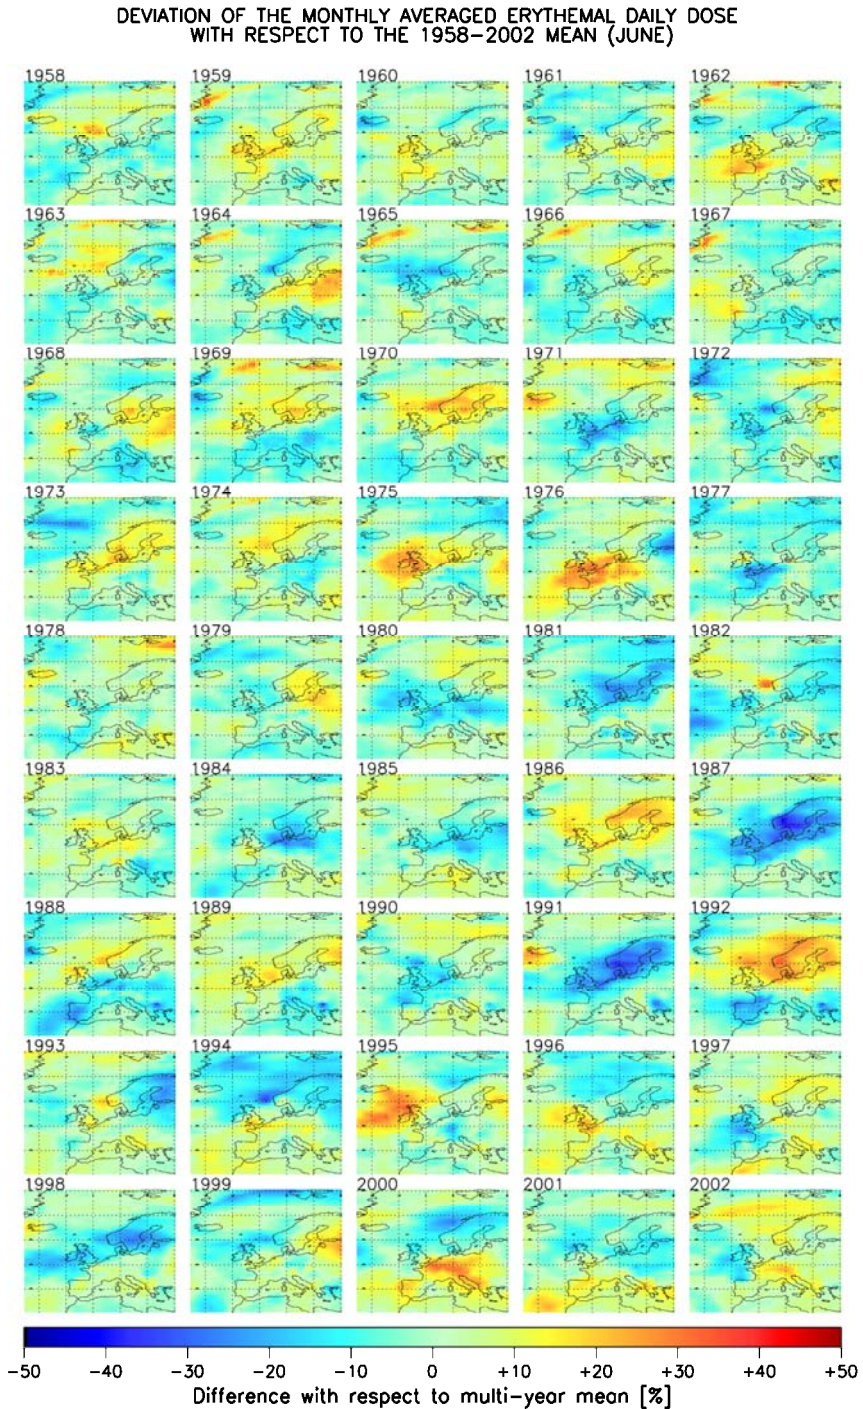 DEVIATION OF THE MONTHLY AVERAGED ERYTHEMAL DAILY DOSE
WITH RESPECT TO THE 1958-2002 MEAN (JUNE)
1958 1959 1960 1961 1962
1963 1964 1965 1966 1967
1968 1969 1970 1971 1972
1973 1974 1975 1976 1977
1978 1979 1980 1981 1982
1983 1984 1985 1986 1987
1988 1989 1990 1991 1992
1993 1994 1995 1996 1997
1998 1999 2000 2001 2002
-50 -40 -30 -20 -10 0 +10 +20 +30 +40 +50
Difference with respect to multi-year mean [%]